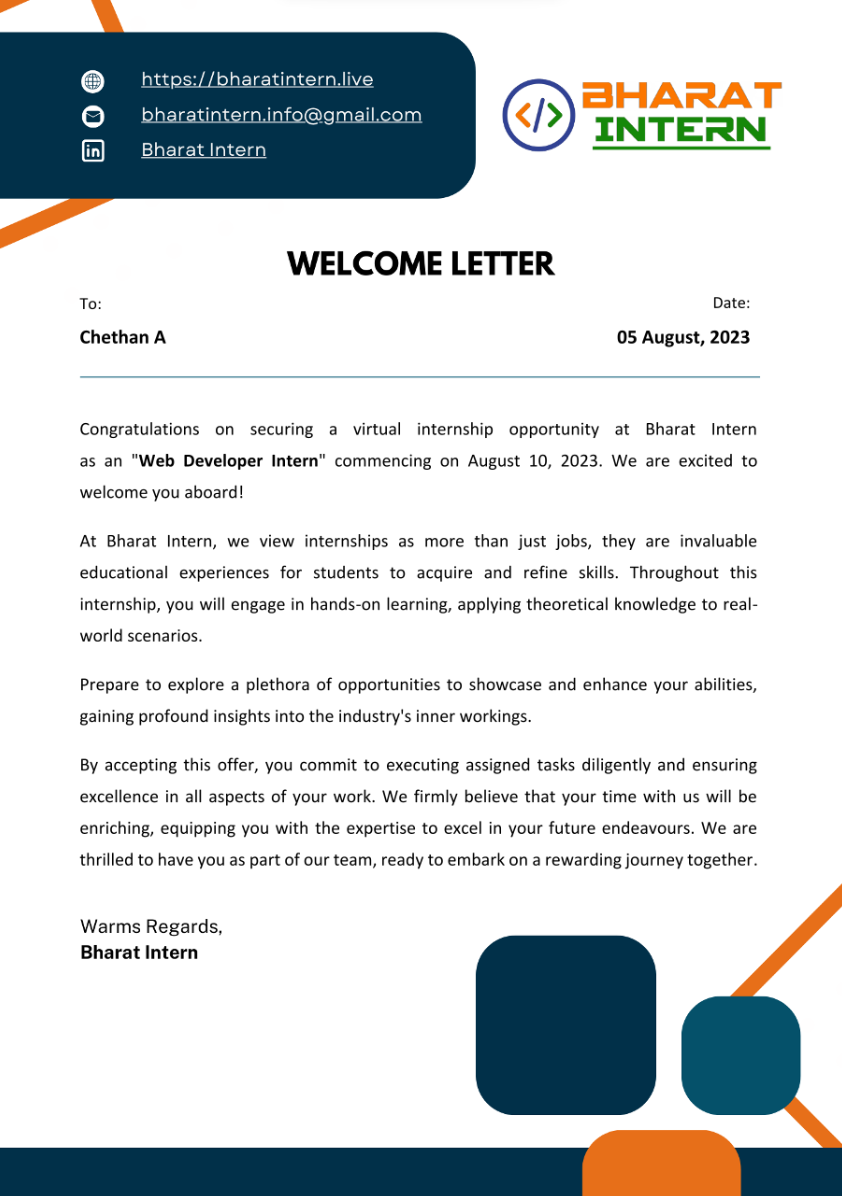 https://bharatintern.live
bharatintern.info@gmail.com
Bharat Intern
</>
BHARAT
INTERN
WELCOME LETTER
To:
Date:
Chethan A
05 August, 2023
Congratulations on securing a virtual internship opportunity at Bharat Intern
as an "Web Developer Intern" commencing on August 10, 2023. We are excited to
welcome you aboard!
At Bharat Intern, we view internships as more than just jobs, they are invaluable
educational experiences for students to acquire and refine skills. Throughout this
internship, you will engage in hands-on learning, applying theoretical knowledge to real-
world scenarios.
Prepare to explore a plethora of opportunities to showcase and enhance your abilities,
gaining profound insights into the industry's inner workings.
By accepting this offer, you commit to executing assigned tasks diligently and ensuring
excellence in all aspects of your work. We firmly believe that your time with us will be
enriching, equipping you with the expertise to excel in your future endeavours. We are
thrilled to have you as part of our team, ready to embark on a rewarding journey together.
Warms Regards,
Bharat Intern